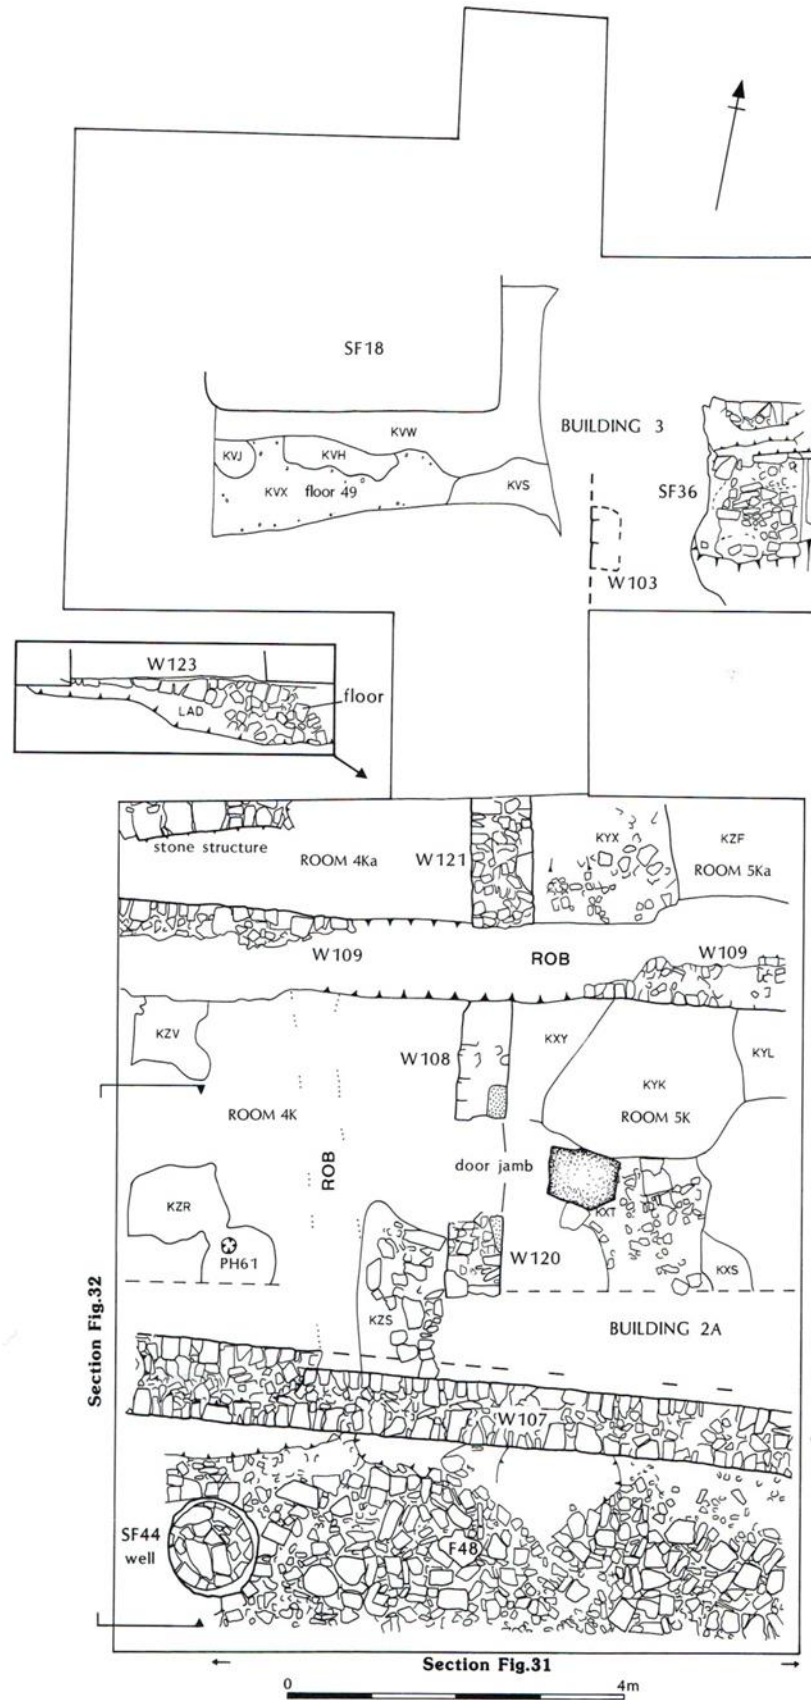 SF18
KVW
BUILDING 3
KVJ
KVH
KVX
floor 49
KVS
SF36
W103
W123
floor
LAD
stone structure
ROOM 4Ka
W121
KYX
KZF
ROOM 5Ka
W109
ROB
W109
KZV
W108
KXY
KYL
KYK
ROOM 4K
ROOM 5K
door jamb
ROB
KZR
KXT
PH61
W120
KXS
KZS
BUILDING 2A
Section Fig.32
W107
SF44
well
F48
Section Fig.31
0 4m